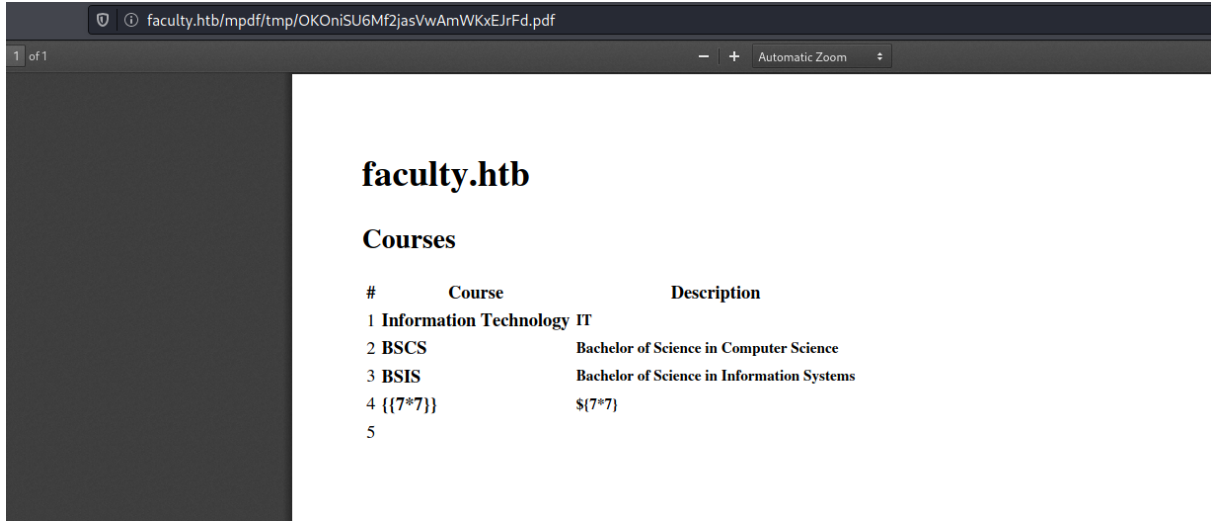 faculty.htb/mpdf/tmp/OKOniSU6Mf2jasVwAmWKxEJrFd.pdf
1 of 1 Automatic Zoom
faculty.htb
Courses
# Course Description
1 Information Technology IT
2 BSCS Bachelor of Science in Computer Science
3 BSIS Bachelor of Science in Information Systems
4 {{7*7}} ${7*7}
5